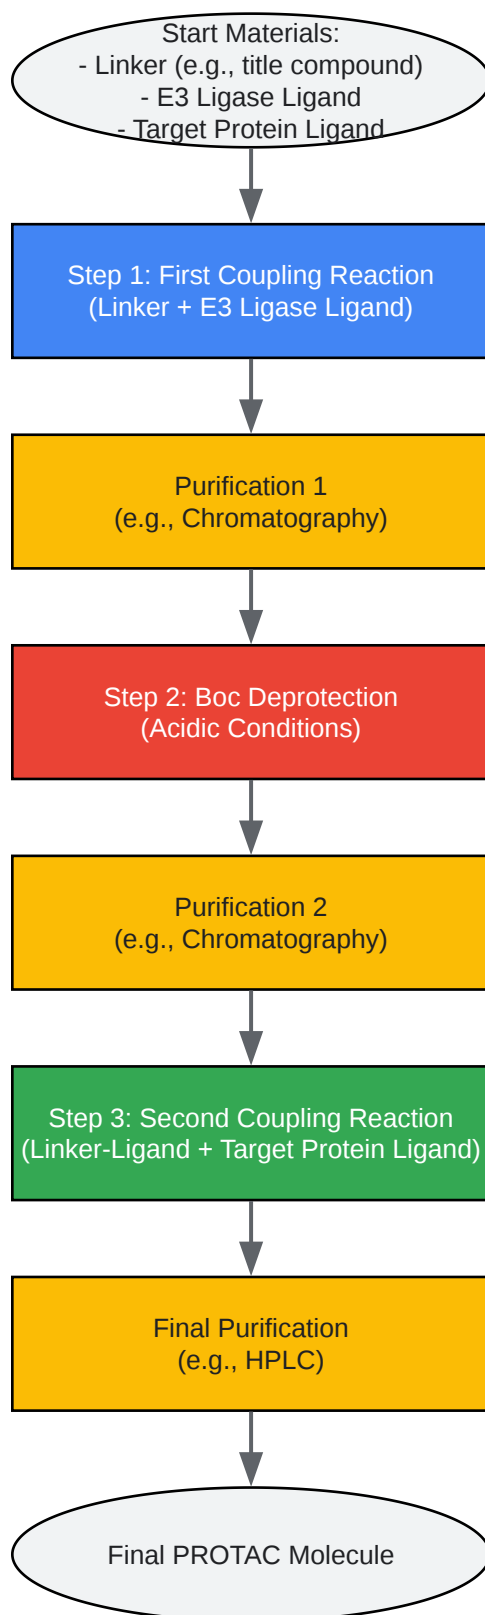 Start Materials:
- Linker (e.g., title compound)
- E3 Ligase Ligand
- Target Protein Ligand
Step 1: First Coupling Reaction
(Linker + E3 Ligase Ligand)
Purification 1
(e.g., Chromatography)
Step 2: Boc Deprotection
(Acidic Conditions)
Purification 2
(e.g., Chromatography)
Step 3: Second Coupling Reaction
(Linker-Ligand + Target Protein Ligand)
Final Purification
(e.g., HPLC)
Final PROTAC Molecule